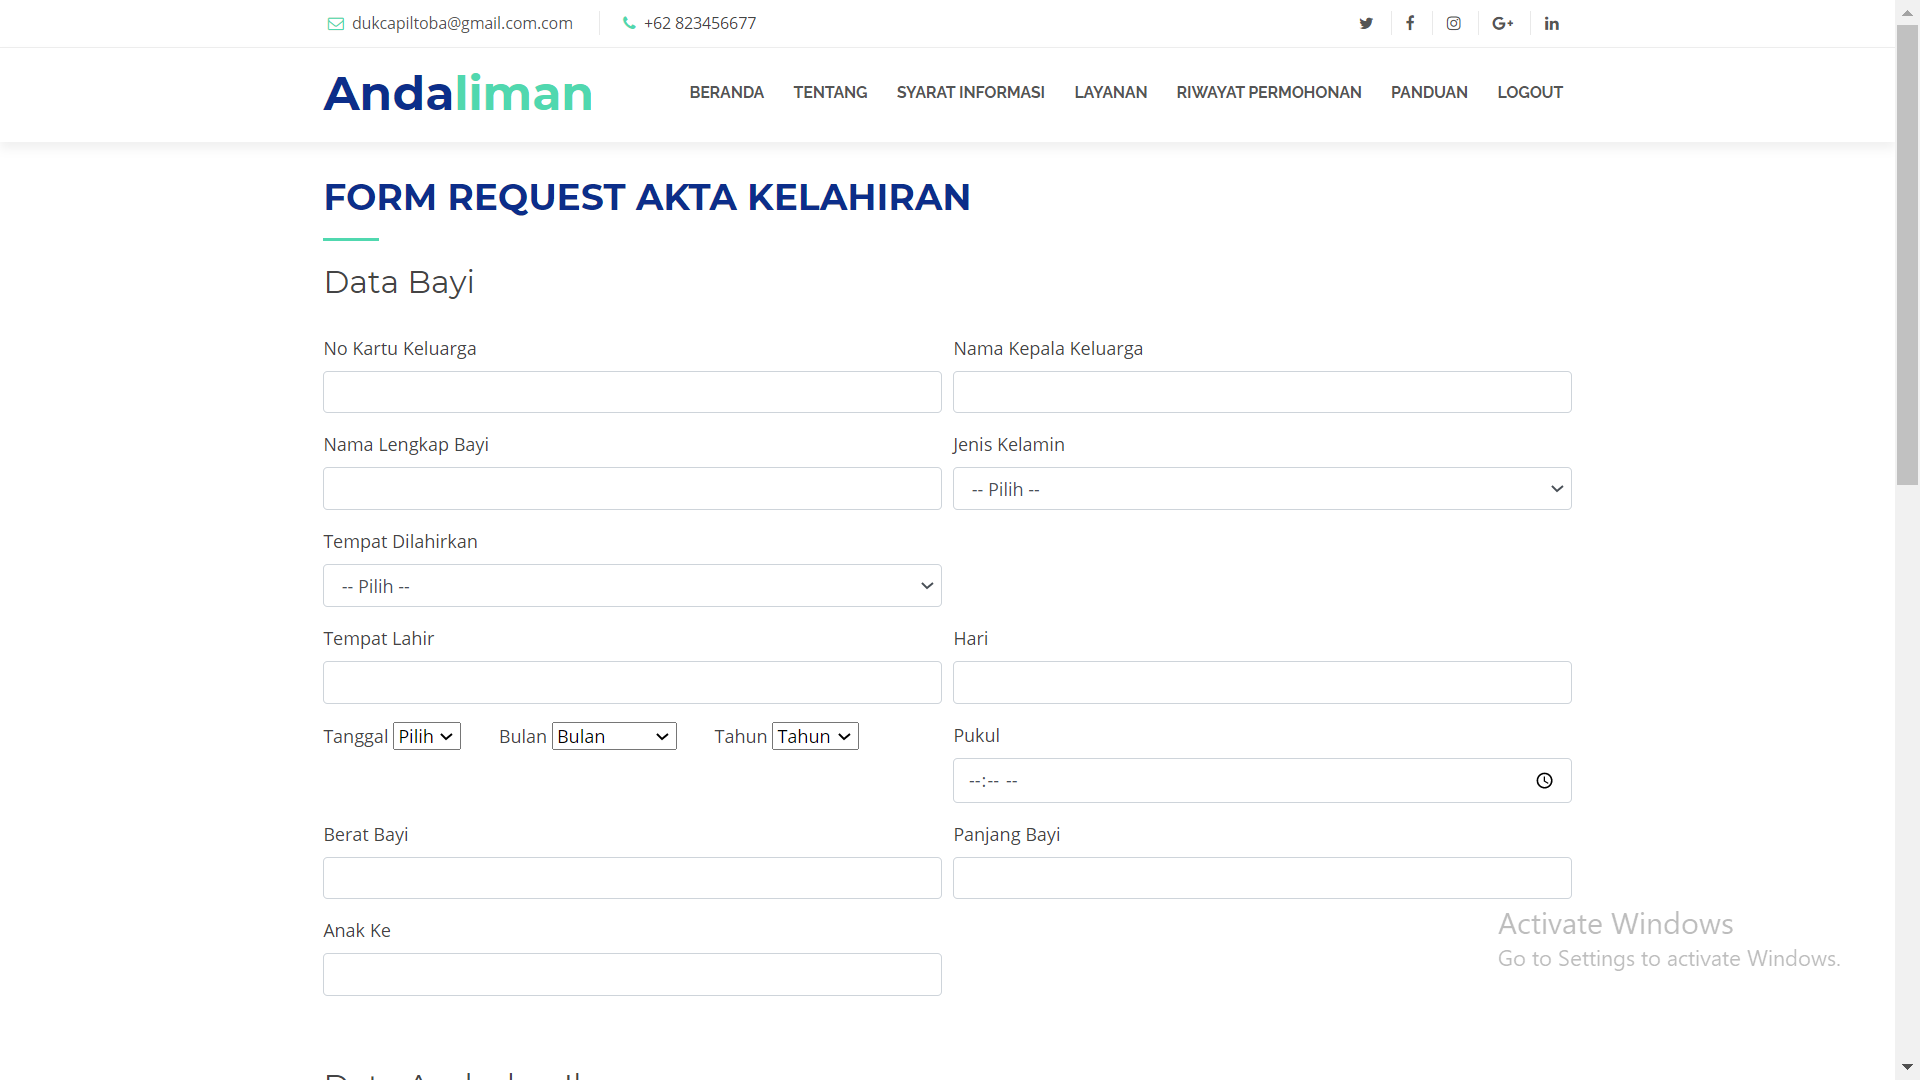 dukcapiltoba@gmail.com.com
+62 823456677
Andaliman
BERANDA TENTANG SYARAT INFORMASI LAYANAN RIWAYAT PERMOHONAN PANDUAN LOGOUT
FORM REQUEST AKTA KELAHIRAN
Data Bayi
No Kartu Keluarga
Nama Kepala Keluarga
Nama Lengkap Bayi
Jenis Kelamin
-- Pilih --
Tempat Dilahirkan
-- Pilih --
Tempat Lahir
Hari
Tanggal Pilih Bulan Bulan Tahun Tahun
Pukul
--:-- --
Berat Bayi
Panjang Bayi
Anak Ke
Activate Windows
Go to Settings to activate Windows.